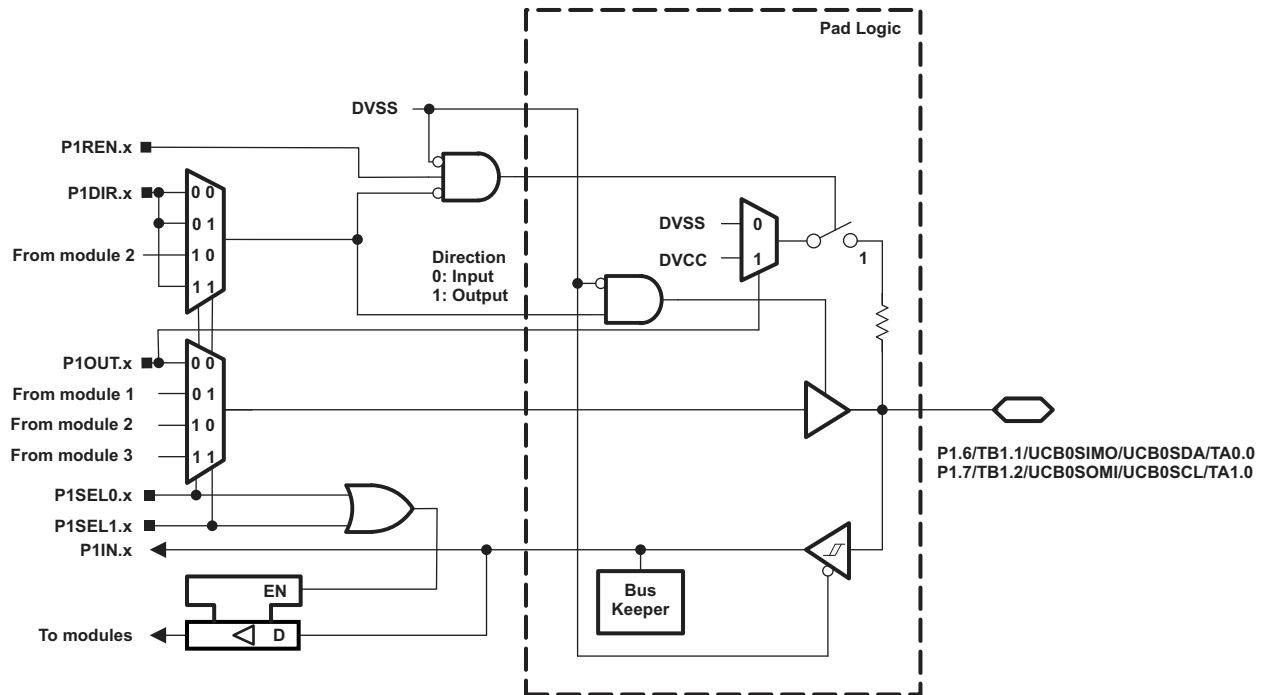 Pad Logic
DVSS
P1REN.x
P1DIR.x
0 0
0 1
From module 2
1 0
1 1
Direction
0: Input
1: Output
DVSS
0
DVCC
1
1
P1OUT.x
0 0
From module 1
0 1
From module 2
1 0
From module 3
1 1
P1.6/TB1.1/UCB0SIMO/UCB0SDA/TA0.0
P1.7/TB1.2/UCB0SOMI/UCB0SCL/TA1.0
P1SEL0.x
P1SEL1.x
P1IN.x
EN
Bus
Keeper
To modules
D